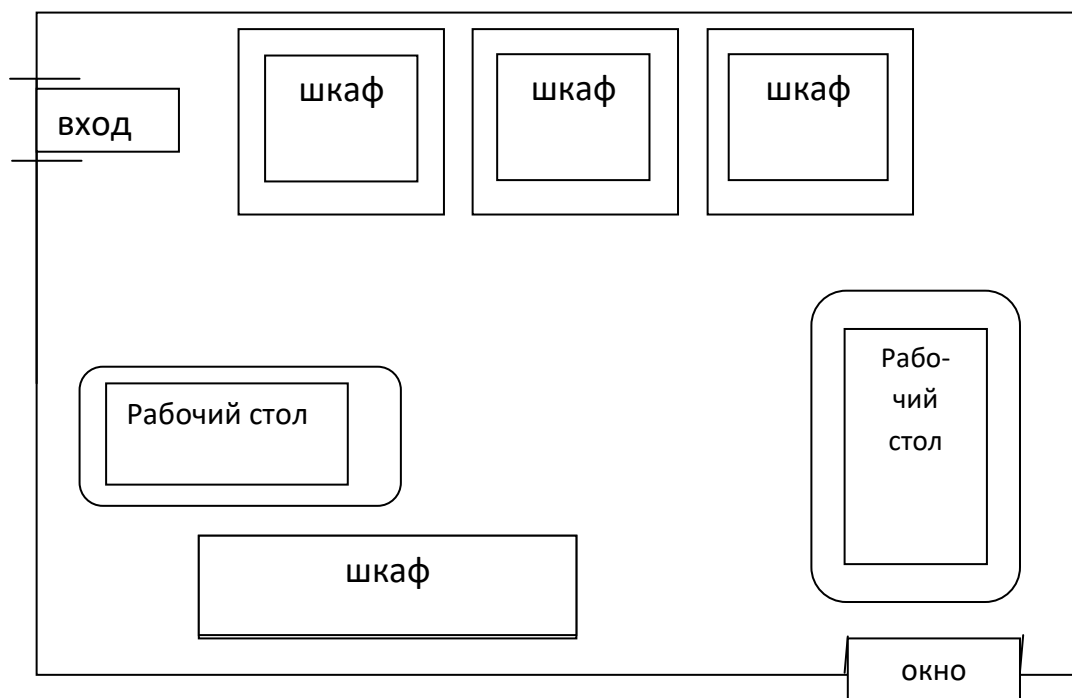 шкаф
шкаф
шкаф
вход
Рабочий стол
Рабо-
чий
стол
шкаф
окно